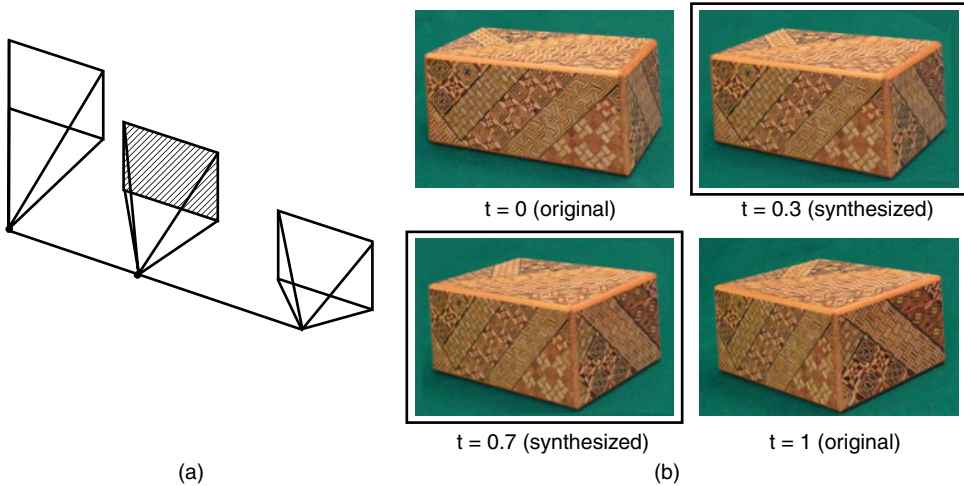 t = 0 (original)
t = 0.3 (synthesized)
t = 0.7 (synthesized)
t = 1 (original)
(a)
(b)